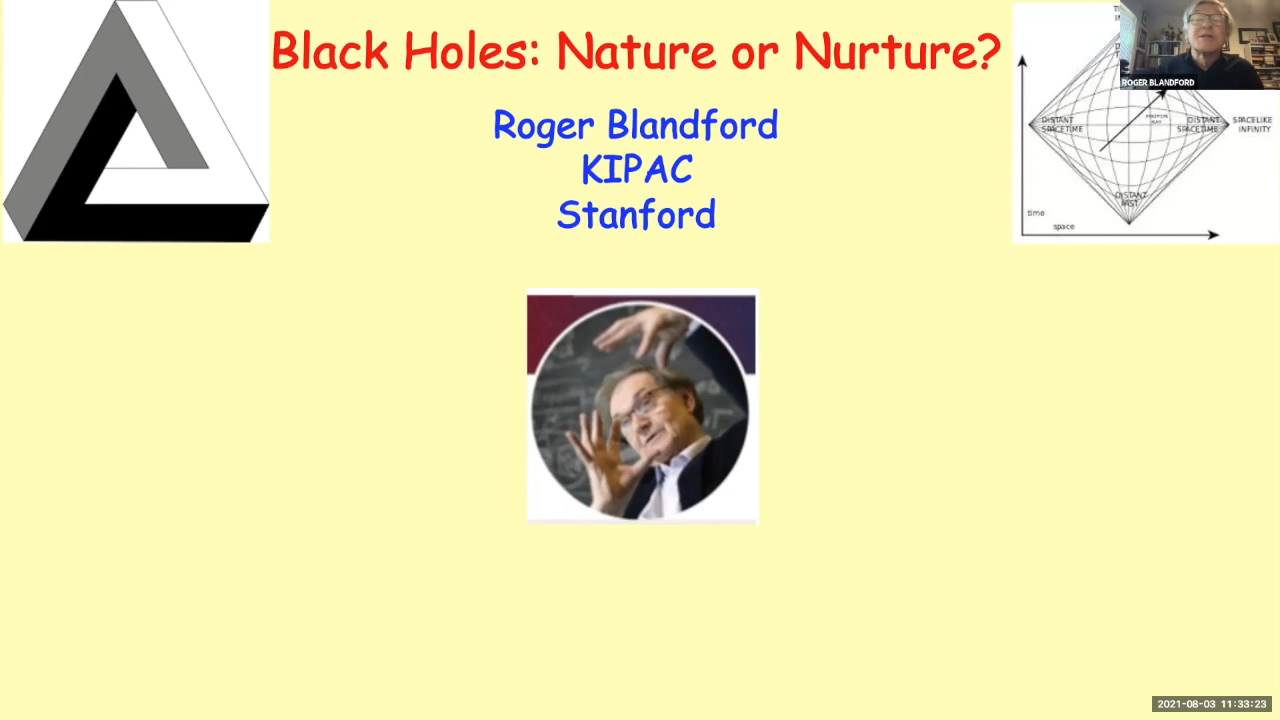 Black Holes: Nature or Nurture?
Roger Blandford
KIPAC
Stanford
ROGER BLANDFORD
DISTANT
SPACETIME
DISTANT
SPACETIME
SPACELIKE
INFINITY
DISTANT
PAST
time
space
2021-08-03 11:33:23